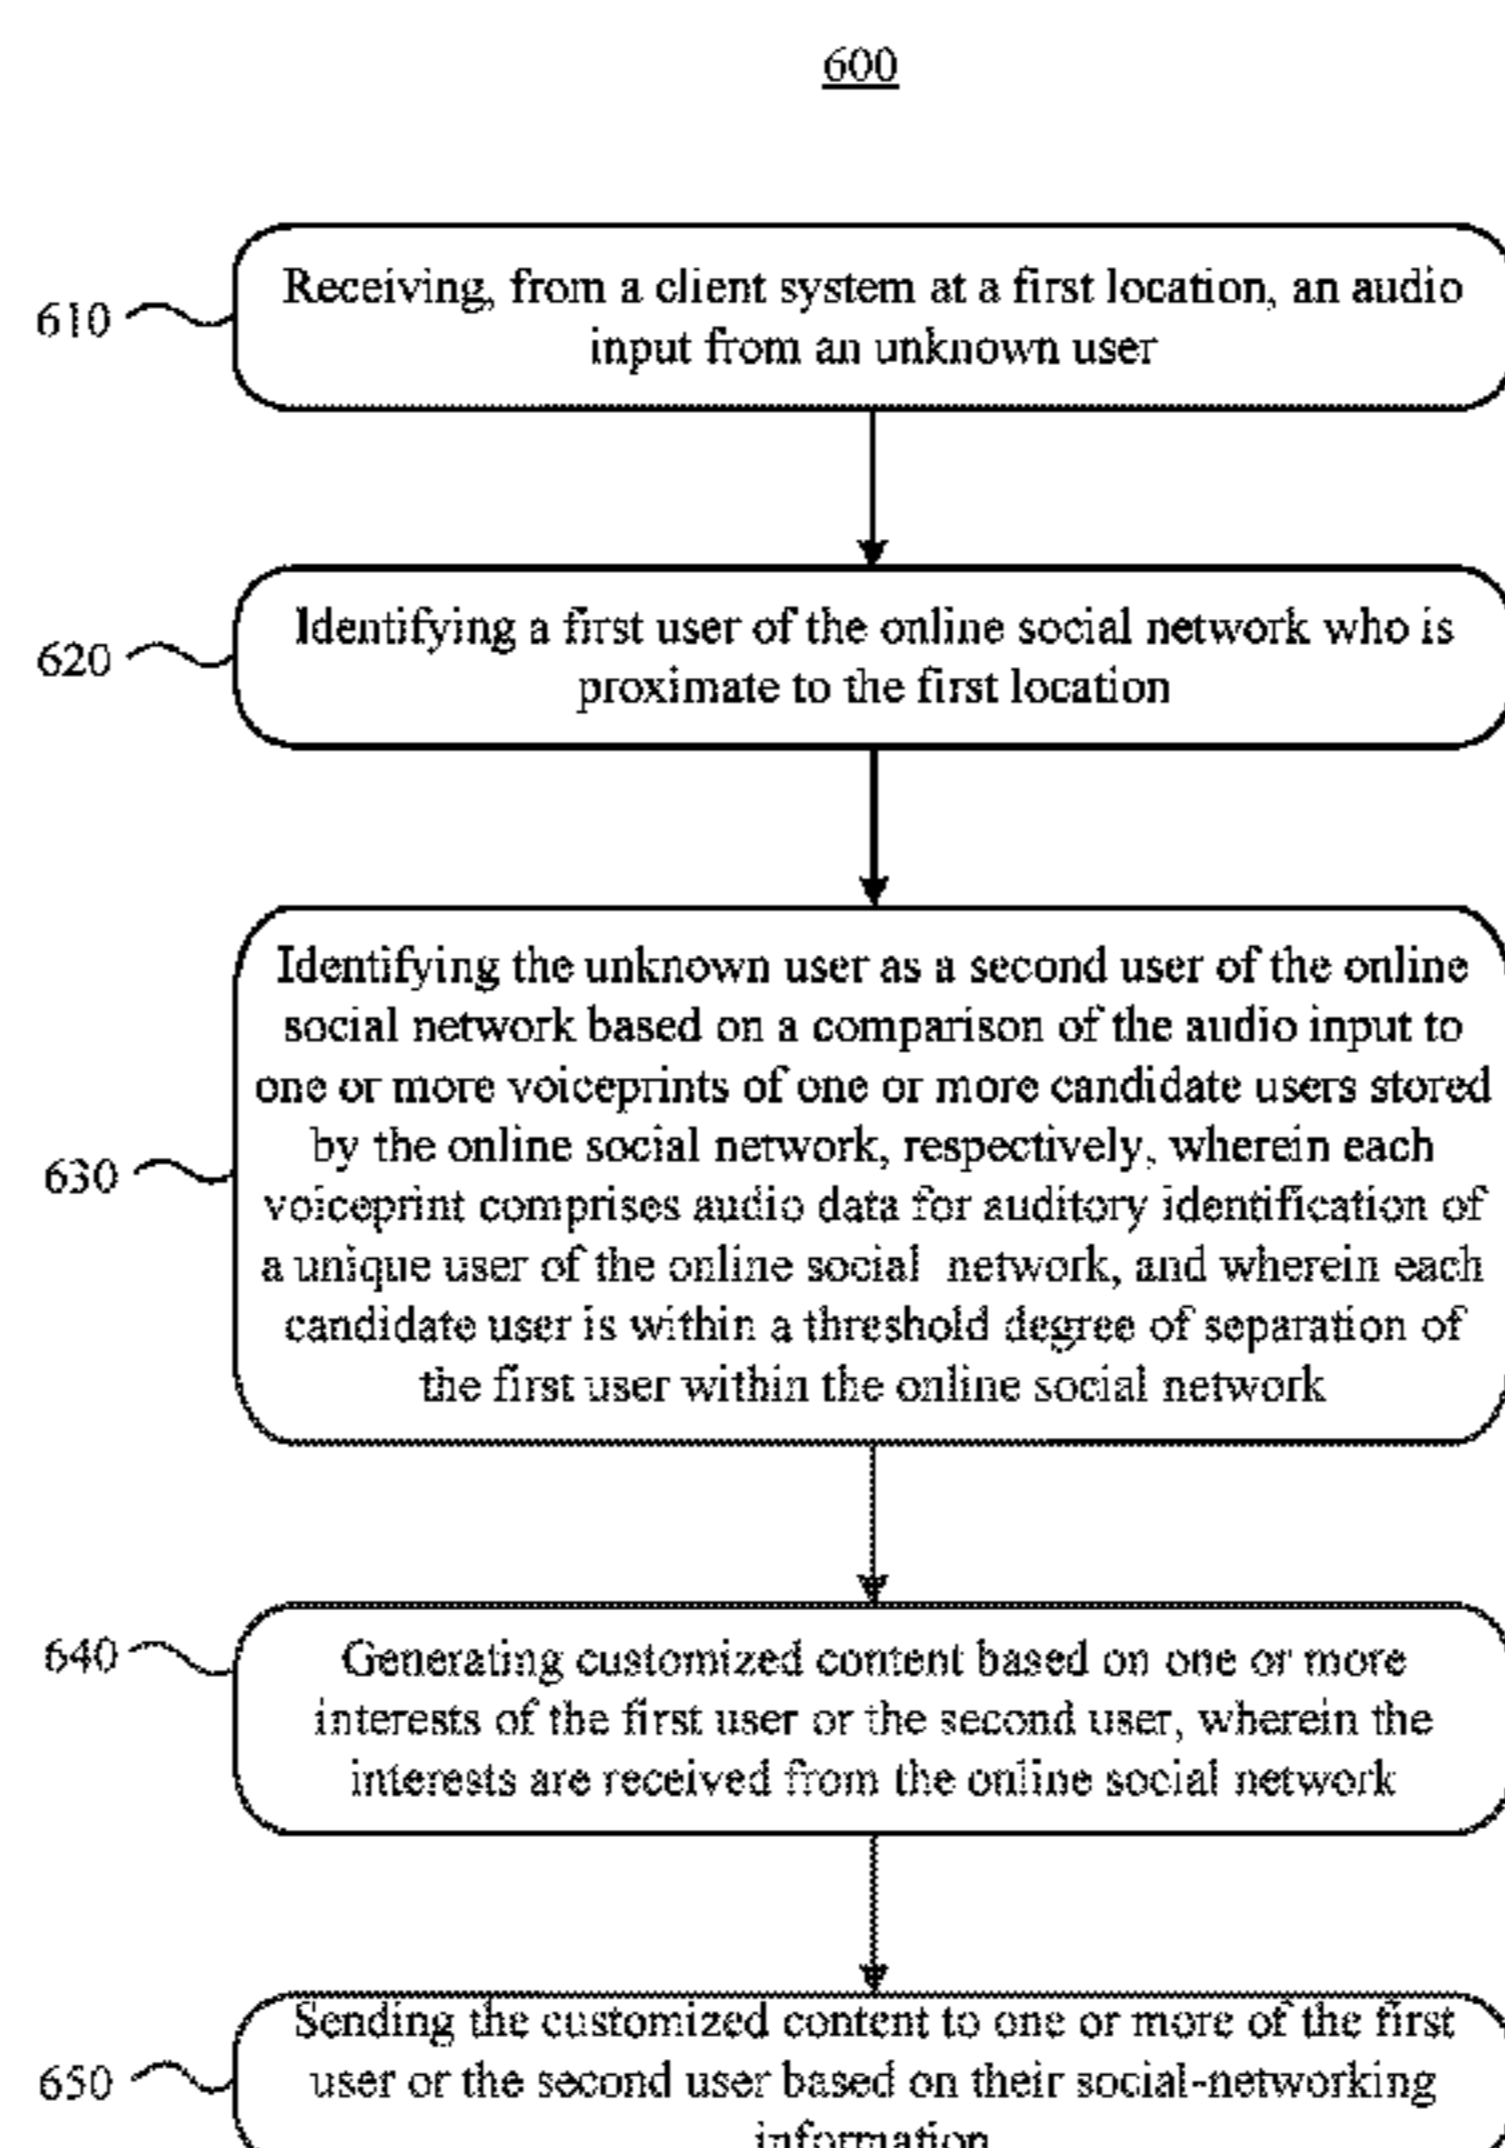 600
610
Receiving, from a client system at a first location, an audio
input from an unknown user
620
Identifying a first user of the online social network who is
proximate to the first location
630
Identifying the unknown user as a second user of the online
social network based on a comparison of the audio input to
one or more voiceprints of one or more candidate users stored
by the online social network, respectively, wherein each
voiceprint comprises audio data for auditory identification of
a unique user of the online social network, and wherein each
candidate user is within a threshold degree of separation of
the first user within the online social network
640
Generating customized content based on one or more
interests of the first user or the second user, wherein the
interests are received from the online social network
650
Sending the customized content to one or more of the first
user or the second user based on their social-networking
information